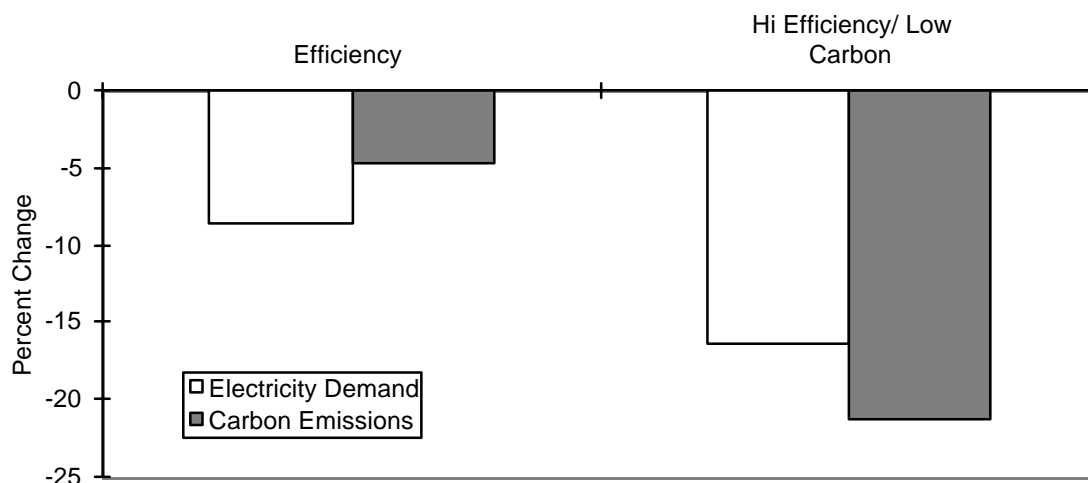 Hi Efficiency/ Low
Carbon
Efficiency
0
-5
-10
-15
-20
-25
Percent Change
Electricity Demand
Carbon Emissions